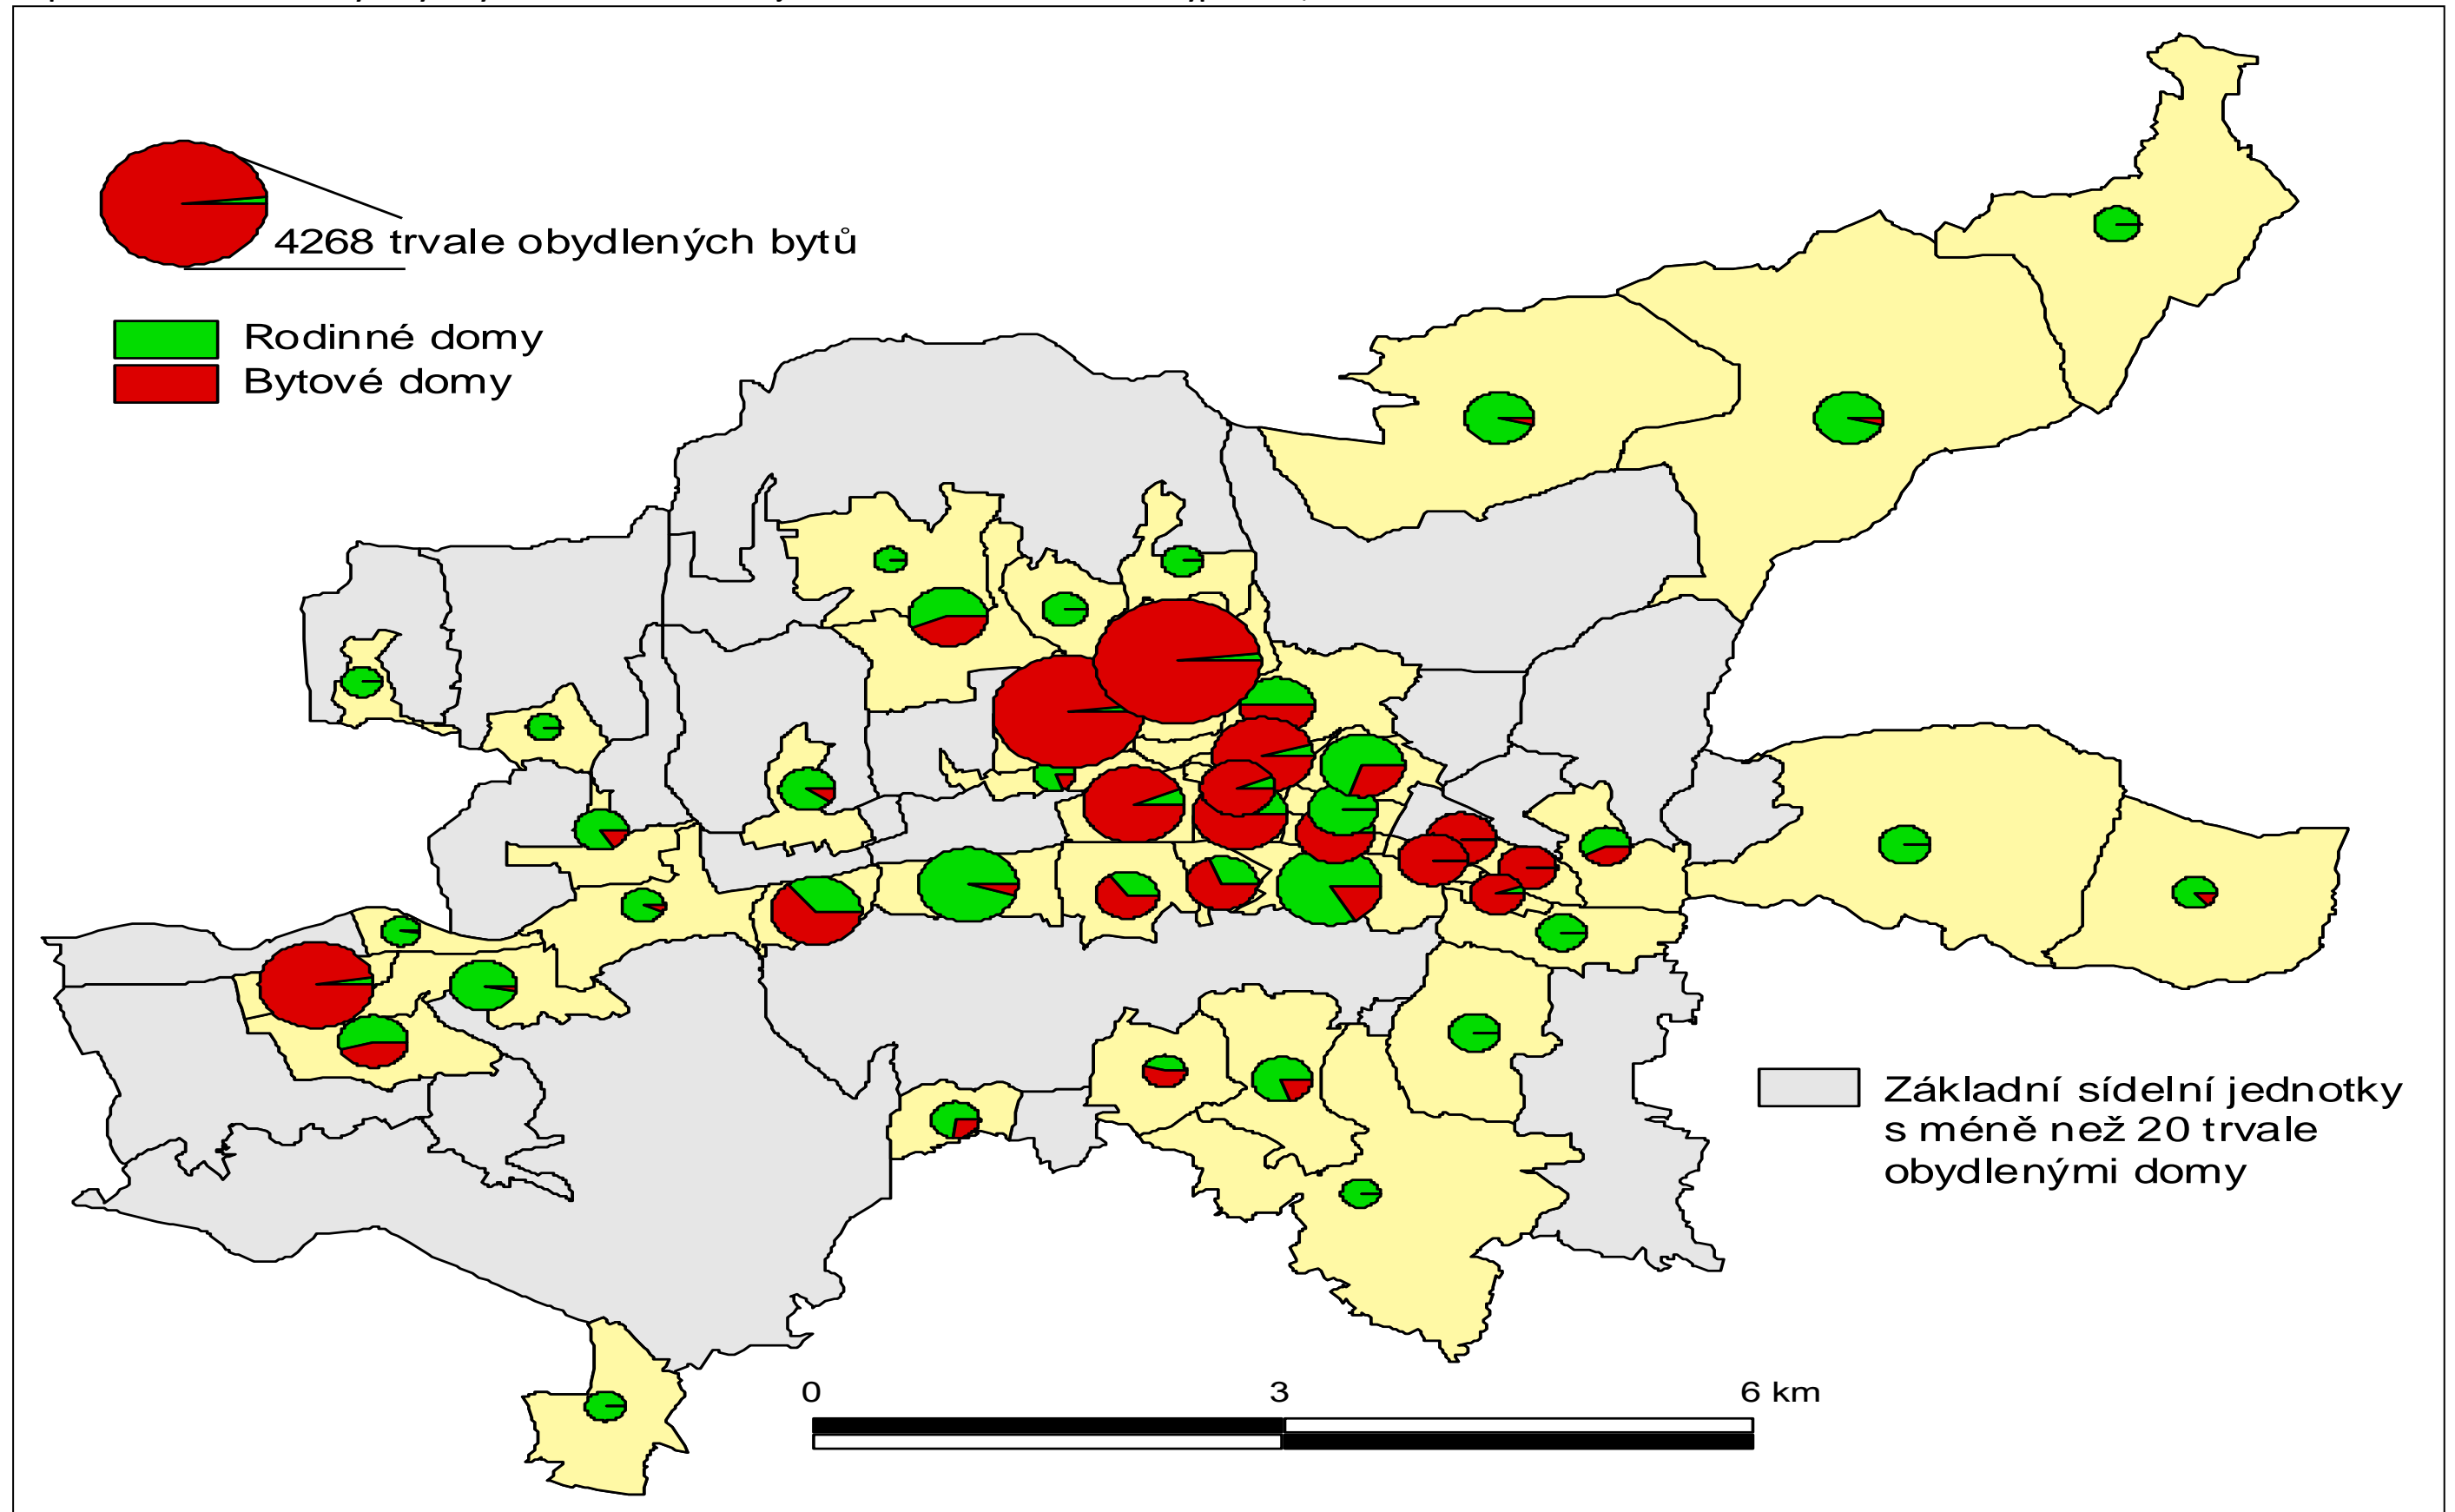 4268 trvale obydlených bytů
Rodinné domy
Bytové domy
Základní sídelní jednotky
s méně než 20 trvale
obydlenými domy
0 3 6 km